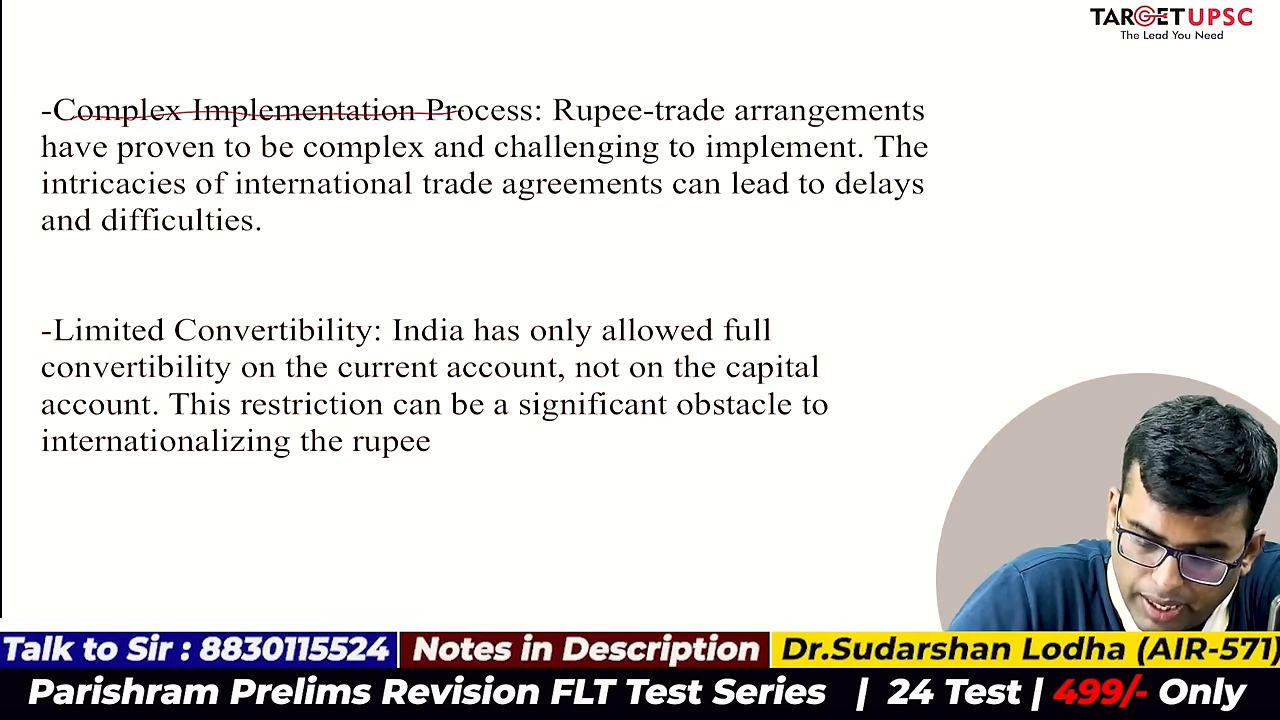 TARGETUPSC
The Lead You Need
-Complex Implementation Process: Rupee-trade arrangements
have proven to be complex and challenging to implement. The
intricacies of international trade agreements can lead to delays
and difficulties.
-Limited Convertibility: India has only allowed full
convertibility on the current account, not on the capital
account. This restriction can be a significant obstacle to
internationalizing the rupee
Talk to Sir : 8830115524 Notes in Description Dr.Sudarshan Lodha (AIR-571)
Parishram Prelims Revision FLT Test Series | 24 Test | 499/- Only